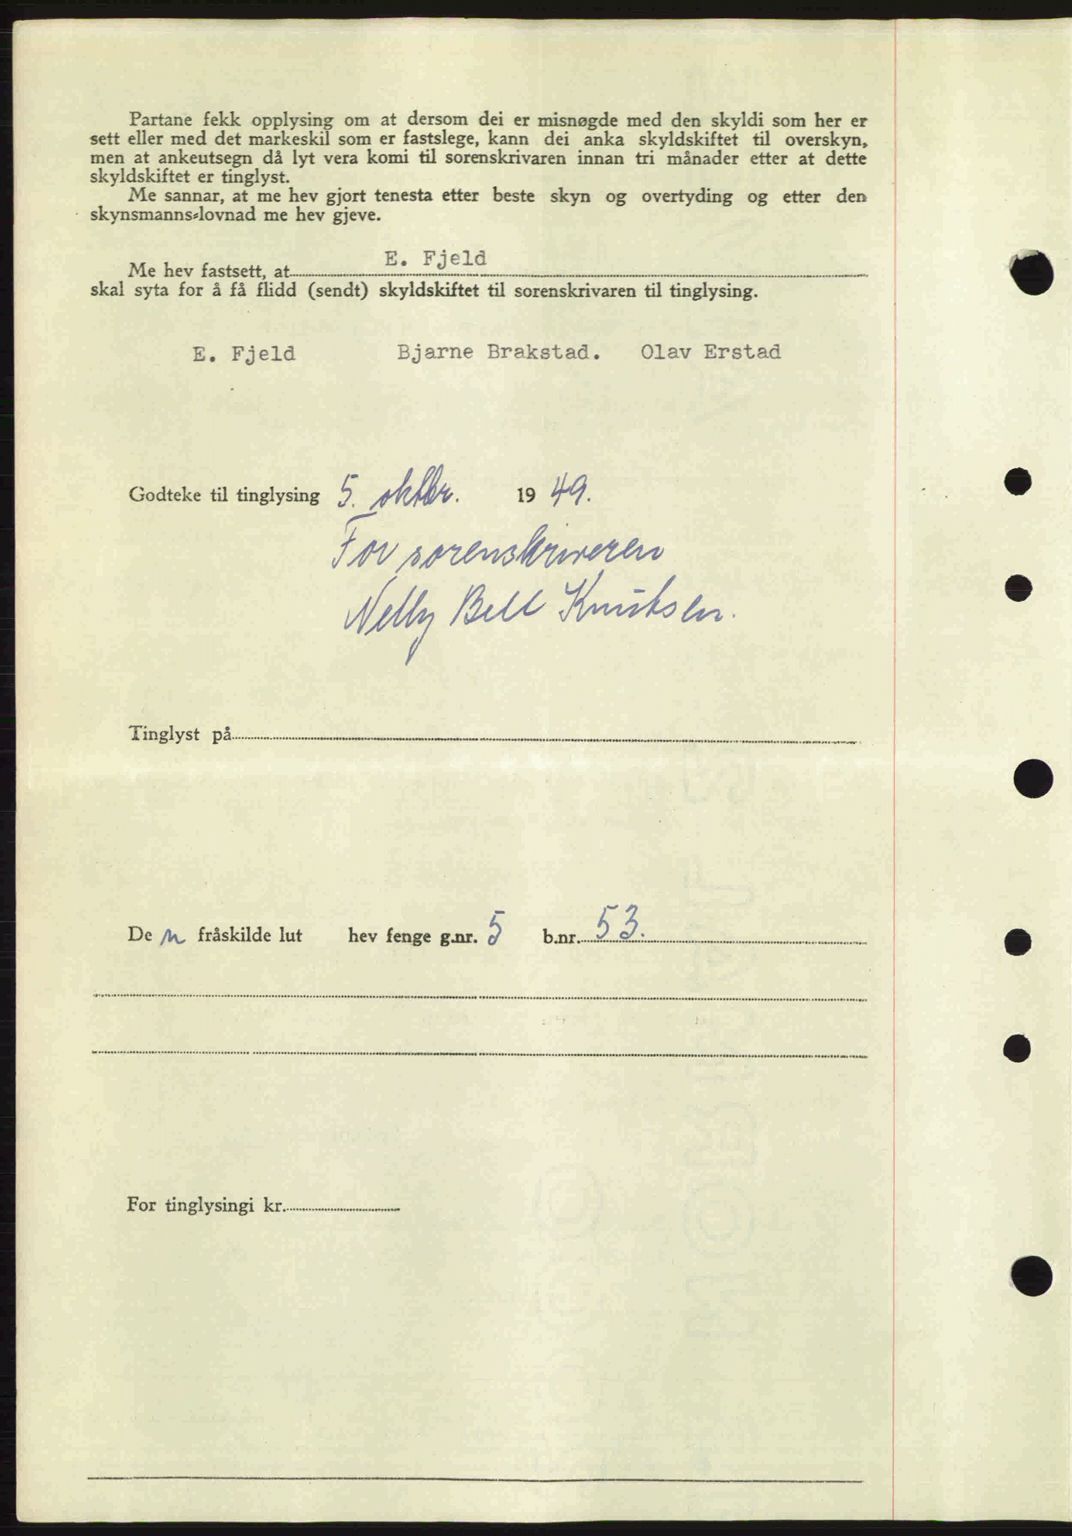 Partane fekk opplysing om at dersom dei er misnøgde med den skyldi som her er
sett eller med det markeskil som er fastslege, kann dei anka skyldskiftet til overskyn,
men at ankeutsegn då lyt vera komi til sorenskrivaren innan tri månader etter at dette
skyldskiftet er tinglyst.
Me sannar, at me hev gjort tenesta etter beste skyn og overtyding og etter den
skynsmanns-lovnad me hev gjeve.
Me hev fastsett, at E. Fjeld
skal syta for å få flidd (sendt) skyldskiftet til sorenskrivaren til tinglysing.
E. Fjeld Bjarne Brakstad. Olav Erstad
Godteke til tinglysing 5. oktbr. 19 49.
For sorenskriveren
Nelly Bell Knutsen.
Tinglyst på
De n fråskilde lut hev fenge g.nr. 5 b.nr. 53.
For tinglysingi kr.